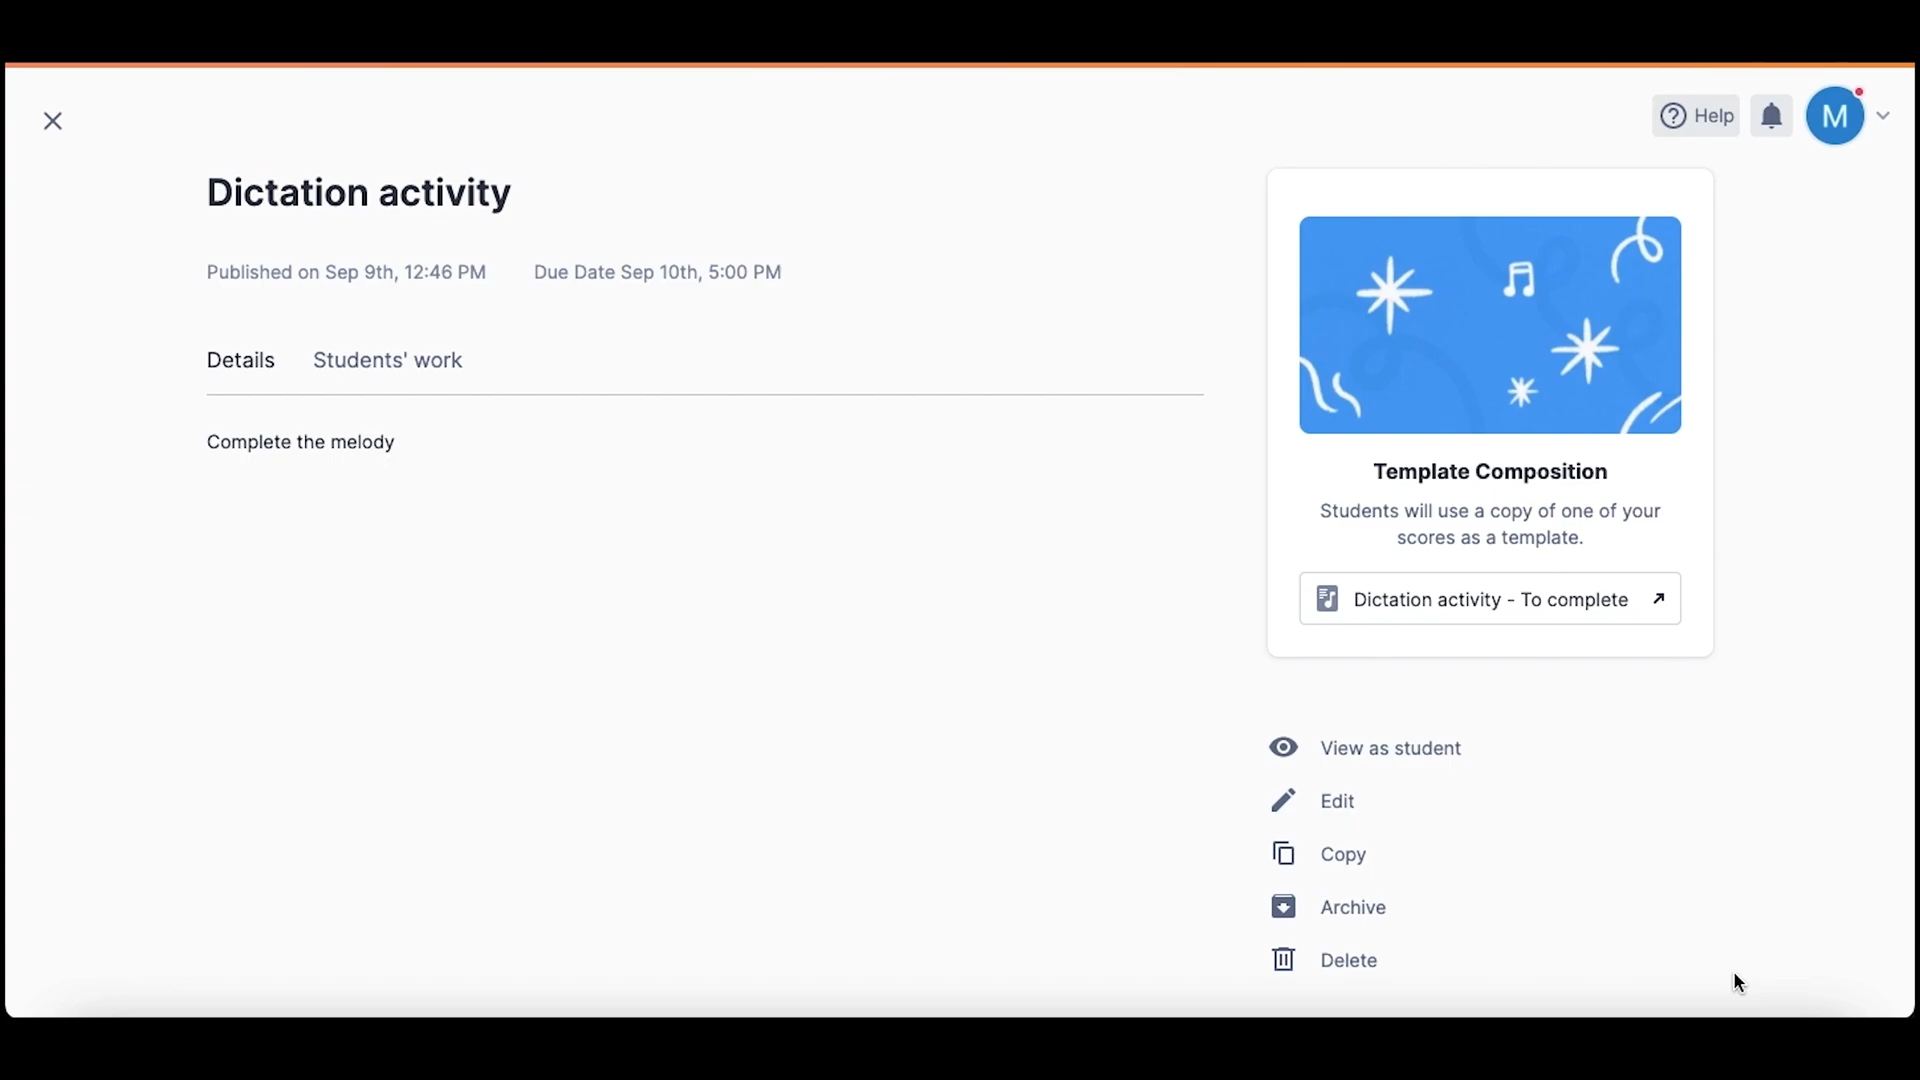 Help
M
Dictation activity
Published on Sep 9th, 12:46 PM
Due Date Sep 10th, 5:00 PM
Details
Students' work
Complete the melody
Template Composition
Students will use a copy of one of your
scores as a template.
Dictation activity - To complete
View as student
Edit
Copy
Archive
Delete